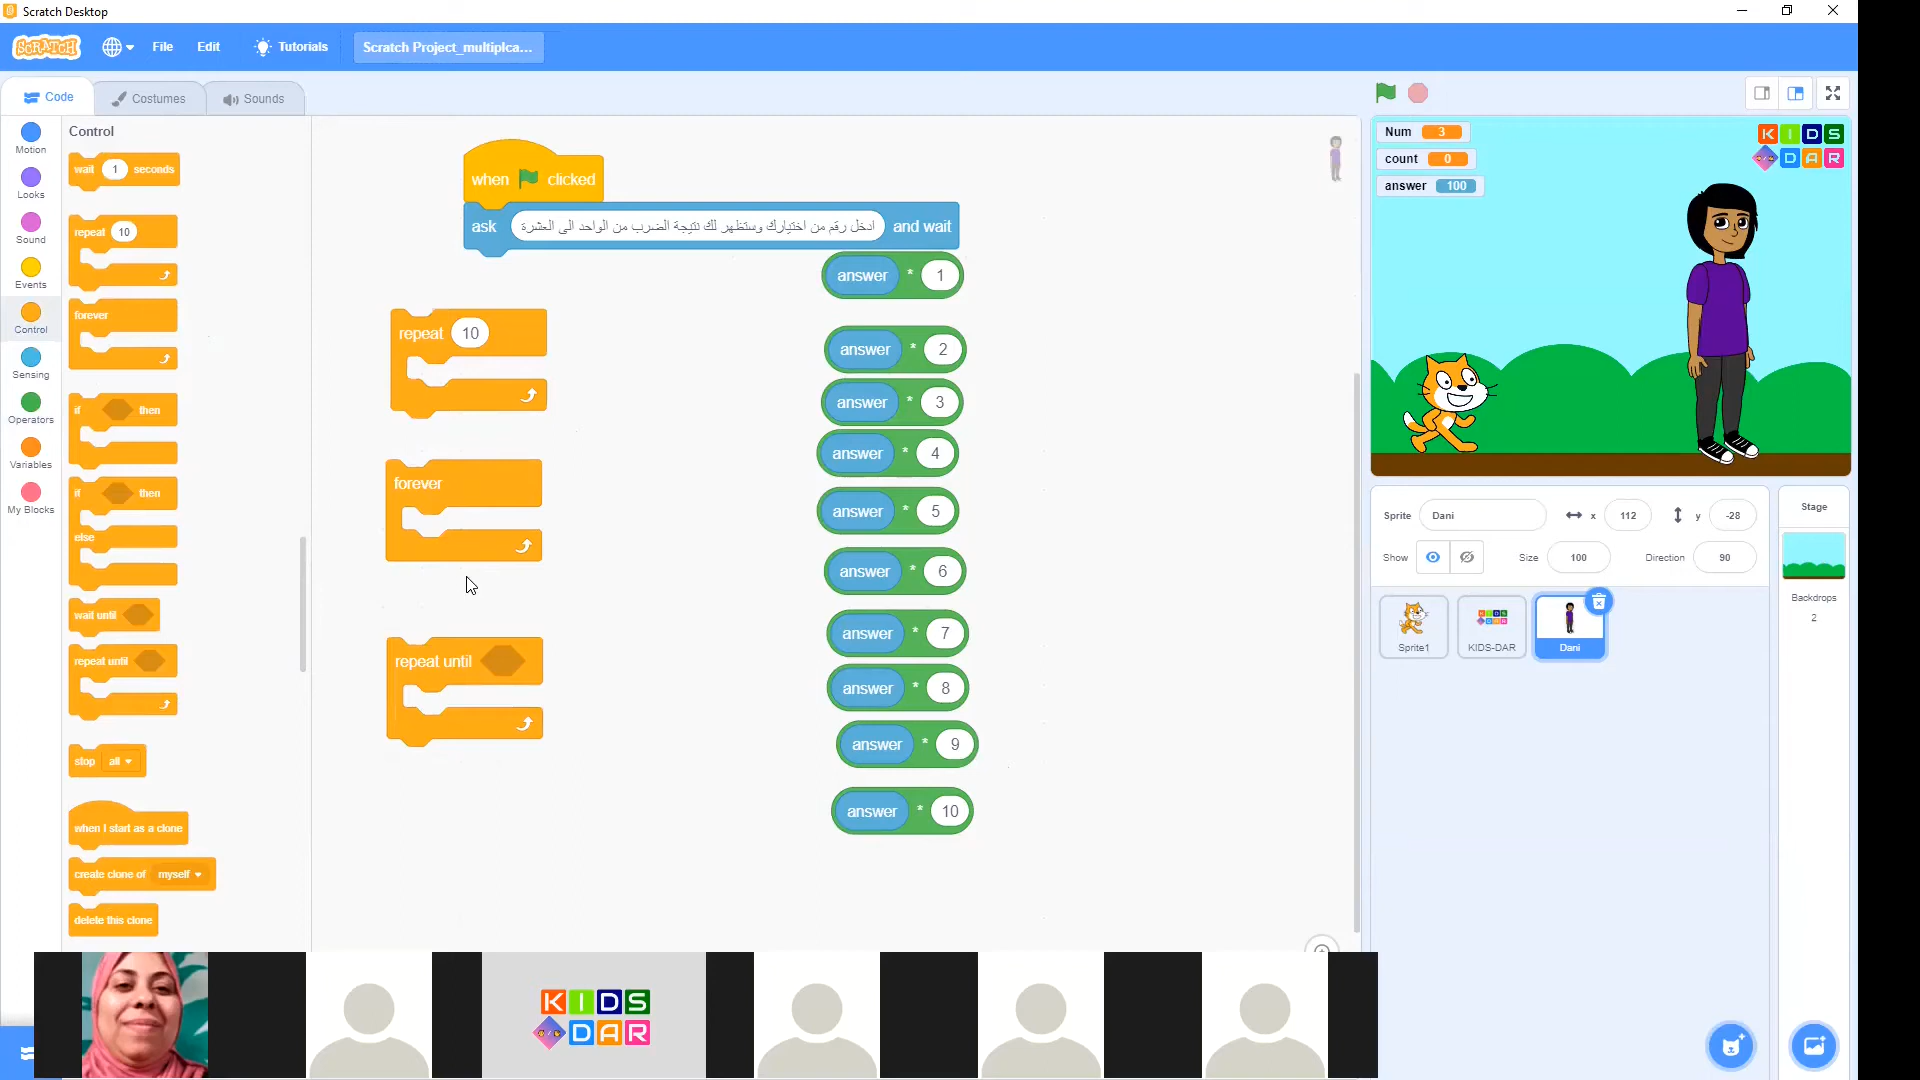 Scratch Desktop
SCRATCH
File
Edit
Tutorials
Scratch Project_multiplca...
Code
Costumes
Sounds
Motion
Looks
Sound
Events
Control
Sensing
Operators
Variables
My Blocks
Control
wait 1 seconds
repeat 10
forever
if then
if then
else
wait until
repeat until
stop all
when I start as a clone
create clone of myself
delete this clone
when clicked
ask ادخل رقم من اختيارك وستظهر لك نتيجة الضرب من الواحد الى العشرة and wait
repeat 10
forever
repeat until
answer * 1
answer * 2
answer * 3
answer * 4
answer * 5
answer * 6
answer * 7
answer * 8
answer * 9
answer * 10
Num 3
count 0
answer 100
KIDS
DAR
Sprite Dani x 112 y -28
Show Size 100 Direction 90
Sprite1
KIDS-DAR
Dani
Stage
Backdrops
2
KIDS
DAR